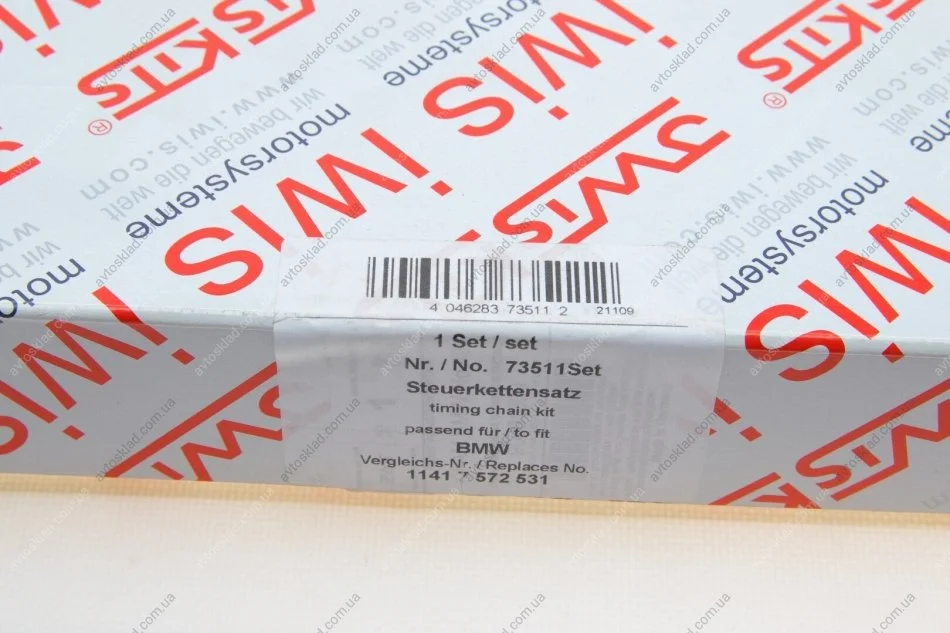 SWIS
KITS
®
iwis
motorsysteme
wir bewegen die welt
www.iwis.com
avtosklad.com.ua
4 046283 73511 2
21109
1 Set / set
Nr. / No. 73511Set
Steuerkettensatz
timing chain kit
passend für / to fit
BMW
Vergleichs-Nr. / Replaces No.
1141 7 572 531